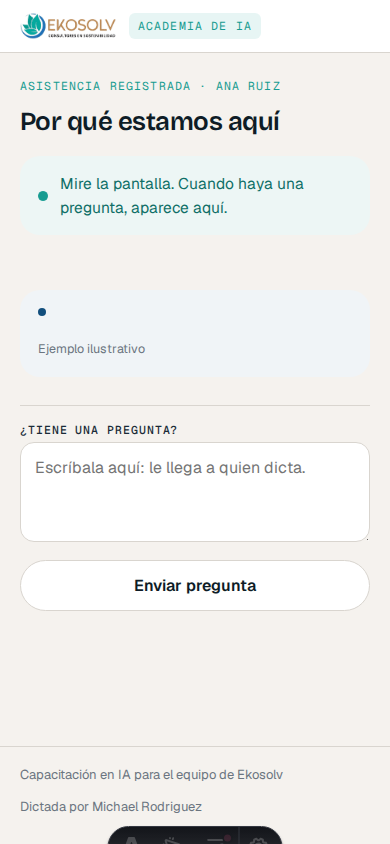 EKOSOLV
ACADEMIA DE IA
ASISTENCIA REGISTRADA · ANA RUIZ
Por qué estamos aquí
Mire la pantalla. Cuando haya una
pregunta, aparece aquí.
Ejemplo ilustrativo
¿TIENE UNA PREGUNTA?
Escríbala aquí: le llega a quien dicta.
Enviar pregunta
Capacitación en IA para el equipo de Ekosolv
Dictada por Michael Rodriguez